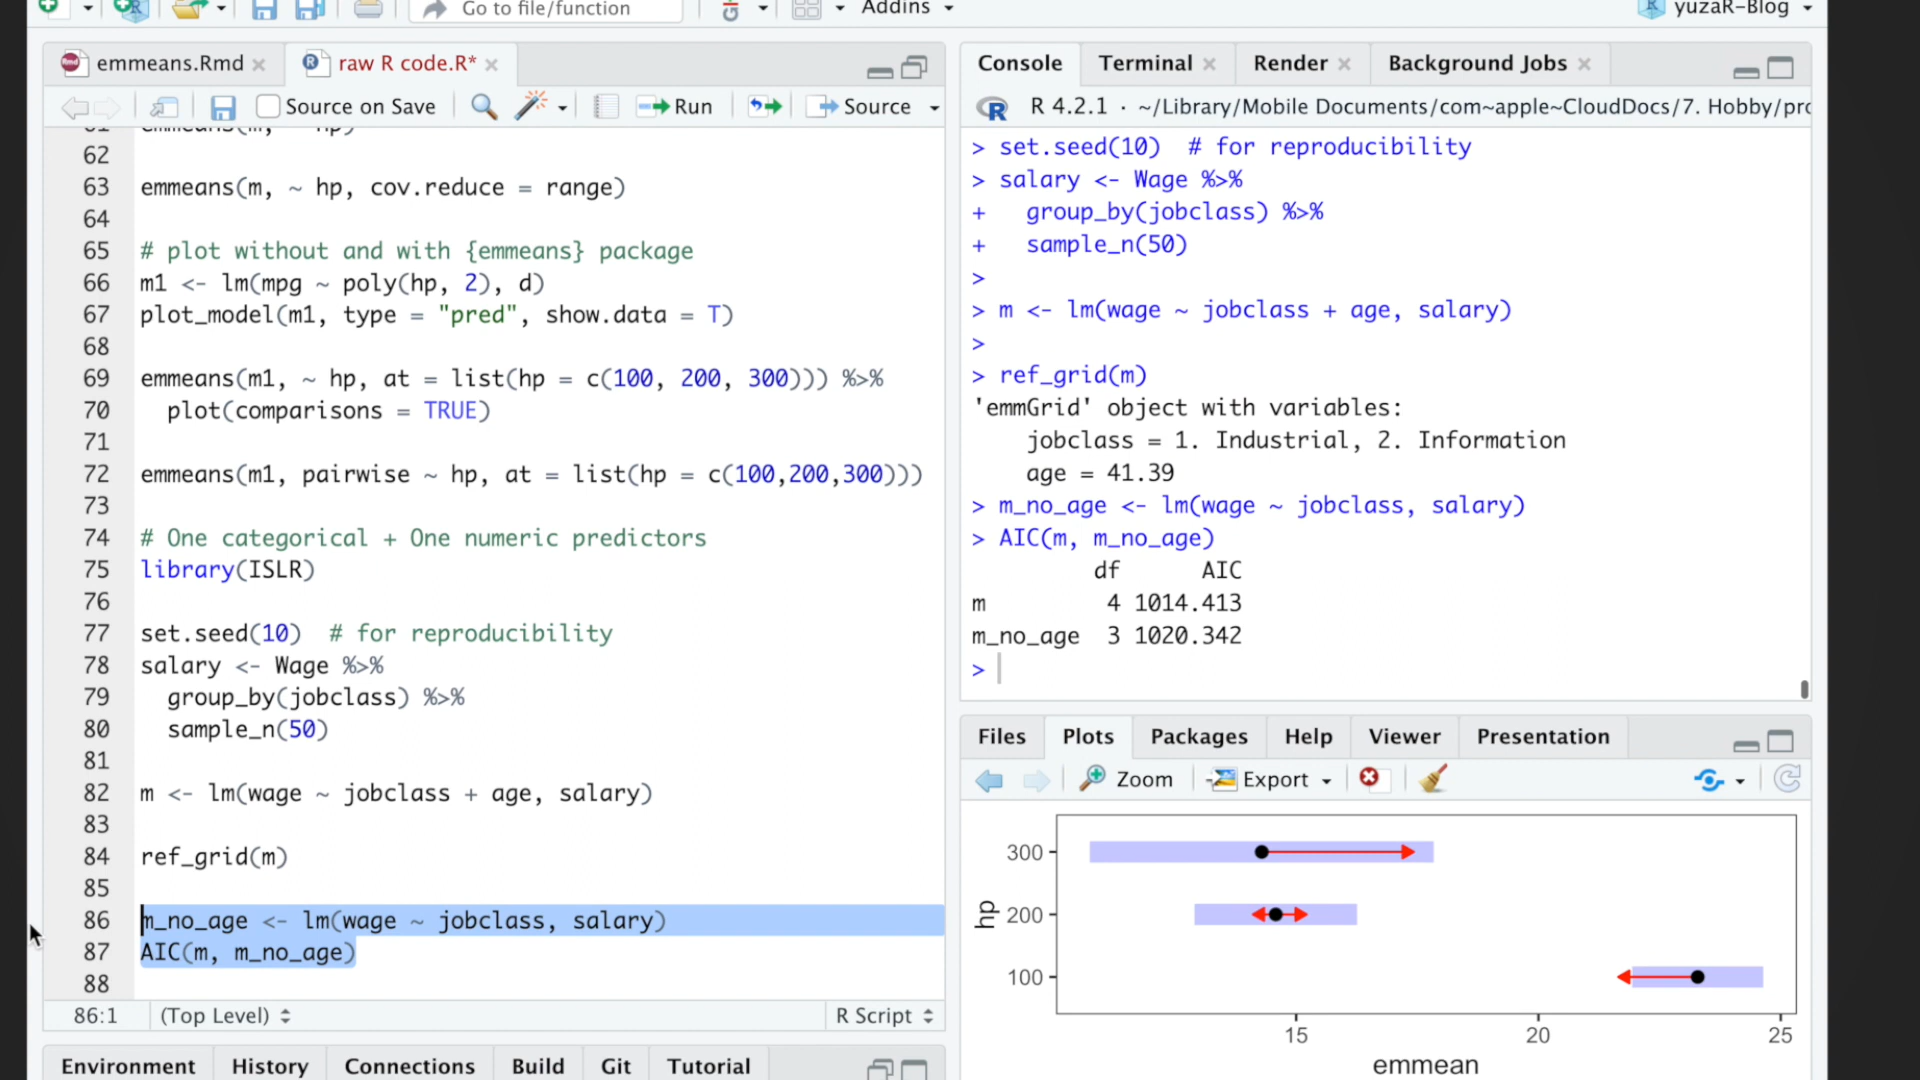 Go to file/function
Addins
yuzaR-Blog
emmeans.Rmd
raw R code.R*
Source on Save
Run
Source
62
63 emmeans(m, ~ hp, cov.reduce = range)
64
65 # plot without and with {emmeans} package
66 m1 <- lm(mpg ~ poly(hp, 2), d)
67 plot_model(m1, type = "pred", show.data = T)
68
69 emmeans(m1, ~ hp, at = list(hp = c(100, 200, 300))) %>%
70 plot(comparisons = TRUE)
71
72 emmeans(m1, pairwise ~ hp, at = list(hp = c(100,200,300)))
73
74 # One categorical + One numeric predictors
75 library(ISLR)
76
77 set.seed(10)  # for reproducibility
78 salary <- Wage %>%
79 group_by(jobclass) %>%
80 sample_n(50)
81
82 m <- lm(wage ~ jobclass + age, salary)
83
84 ref_grid(m)
85
86 m_no_age <- lm(wage ~ jobclass, salary)
87 AIC(m, m_no_age)
88
86:1 (Top Level) R Script
Environment History Connections Build Git Tutorial
Console Terminal Render Background Jobs
R 4.2.1 · ~/Library/Mobile Documents/com~apple~CloudDocs/7. Hobby/pro
> set.seed(10)  # for reproducibility
> salary <- Wage %>%
+   group_by(jobclass) %>%
+   sample_n(50)
>
> m <- lm(wage ~ jobclass + age, salary)
>
> ref_grid(m)
'emmGrid' object with variables:
jobclass = 1. Industrial, 2. Information
age = 41.39
> m_no_age <- lm(wage ~ jobclass, salary)
> AIC(m, m_no_age)
df AIC
m 4 1014.413
m_no_age 3 1020.342
>
Files Plots Packages Help Viewer Presentation
Zoom Export
300
200
100
hp
15 20 25
emmean